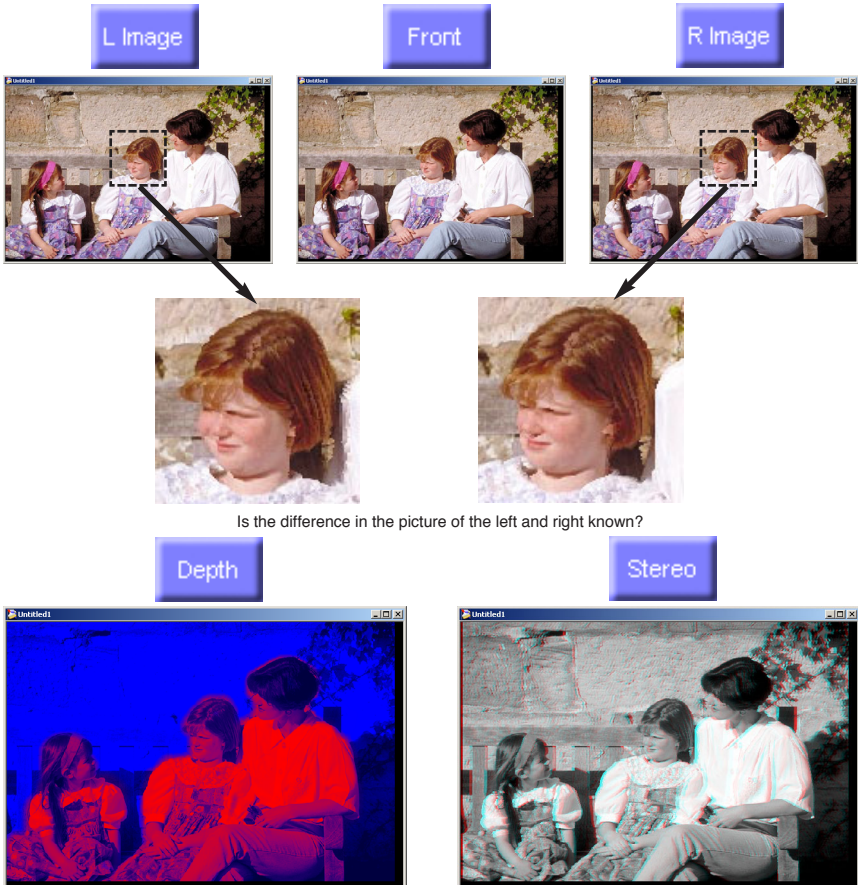 L Image
Front
R Image
Untitled1
Untitled1
Untitled1
Is the difference in the picture of the left and right known?
Depth
Stereo
Untitled1
Untitled1